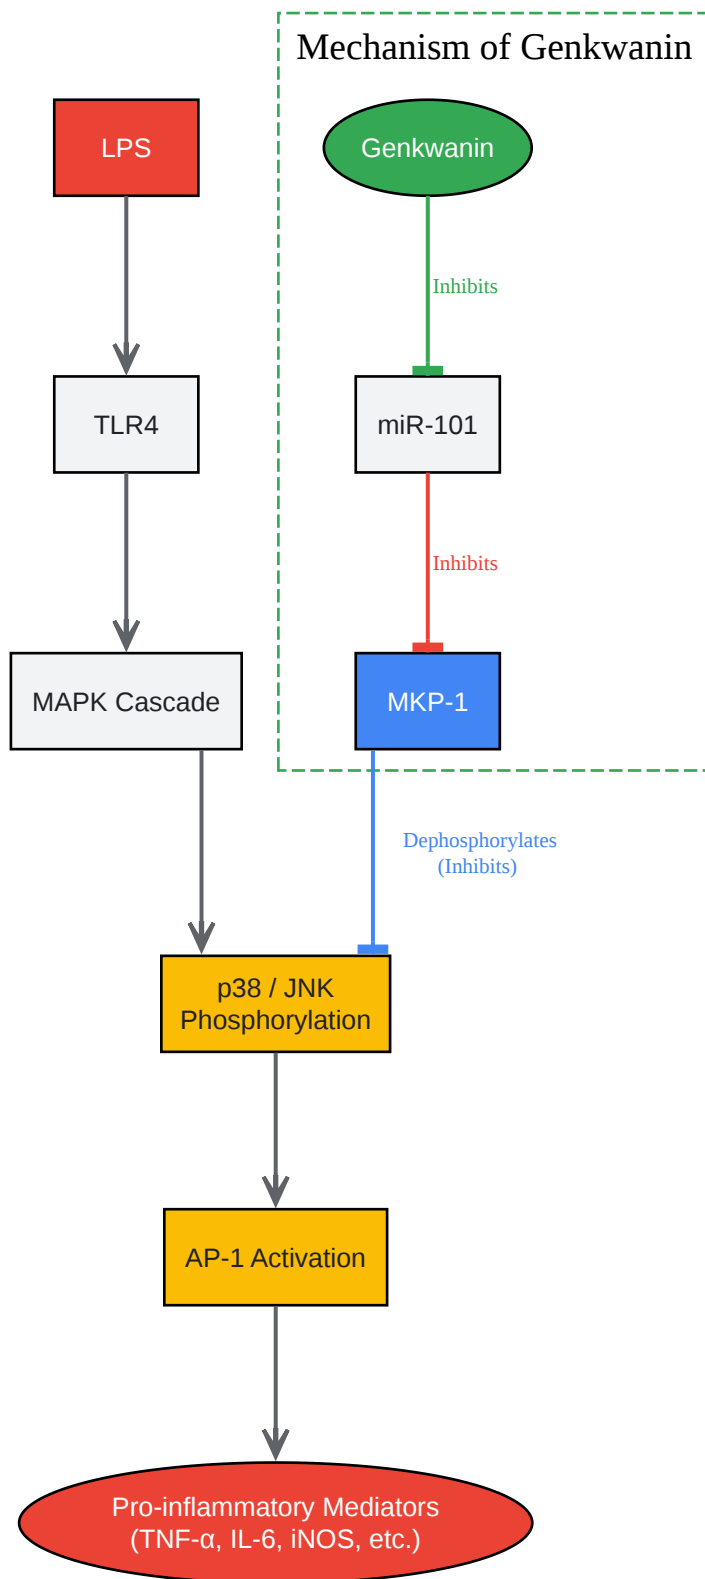 Mechanism of Genkwanin
LPS
Genkwanin
Inhibits
TLR4
miR-101
Inhibits
MAPK Cascade
MKP-1
Dephosphorylates
(Inhibits)
p38 / JNK
Phosphorylation
AP-1 Activation
Pro-inflammatory Mediators
(TNF-α, IL-6, iNOS, etc.)